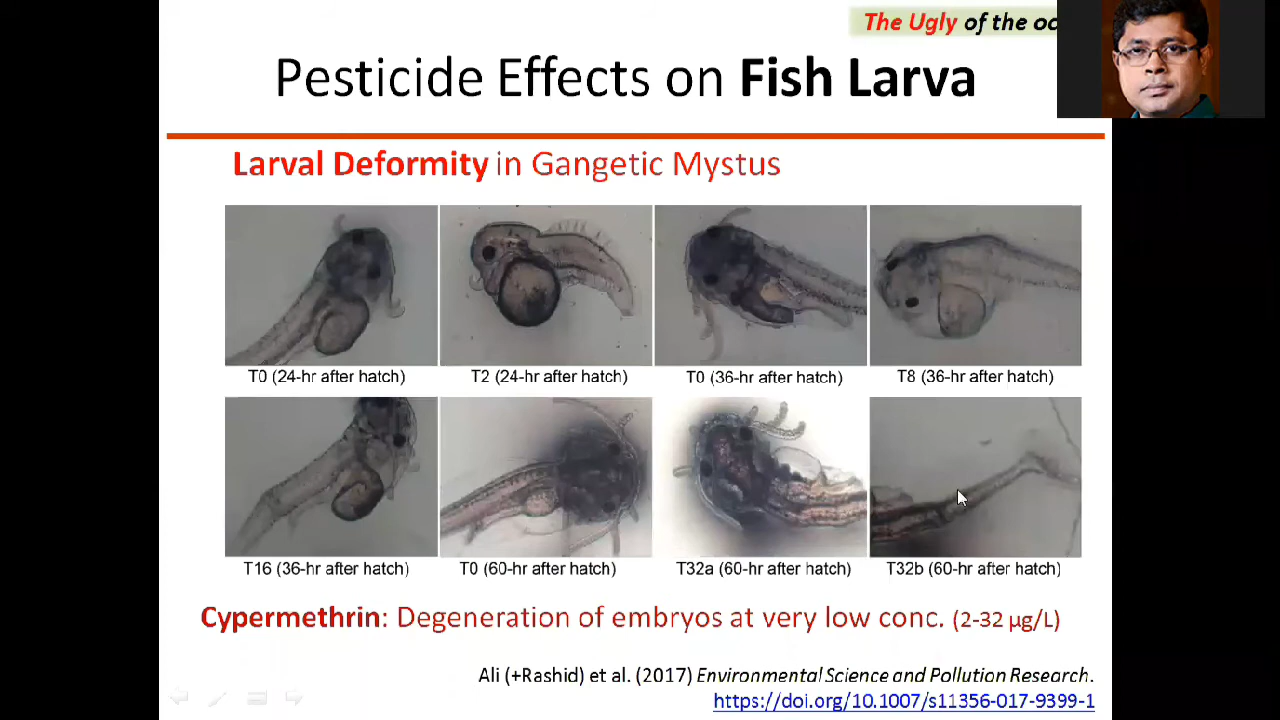 The Ugly of the
Pesticide Effects on Fish Larva
Larval Deformity in Gangetic Mystus
T0 (24-hr after hatch)
T2 (24-hr after hatch)
T0 (36-hr after hatch)
T8 (36-hr after hatch)
T16 (36-hr after hatch)
T0 (60-hr after hatch)
T32a (60-hr after hatch)
T32b (60-hr after hatch)
Cypermethrin: Degeneration of embryos at very low conc. (2-32 µg/L)
Ali (+Rashid) et al. (2017) Environmental Science and Pollution Research.
https://doi.org/10.1007/s11356-017-9399-1